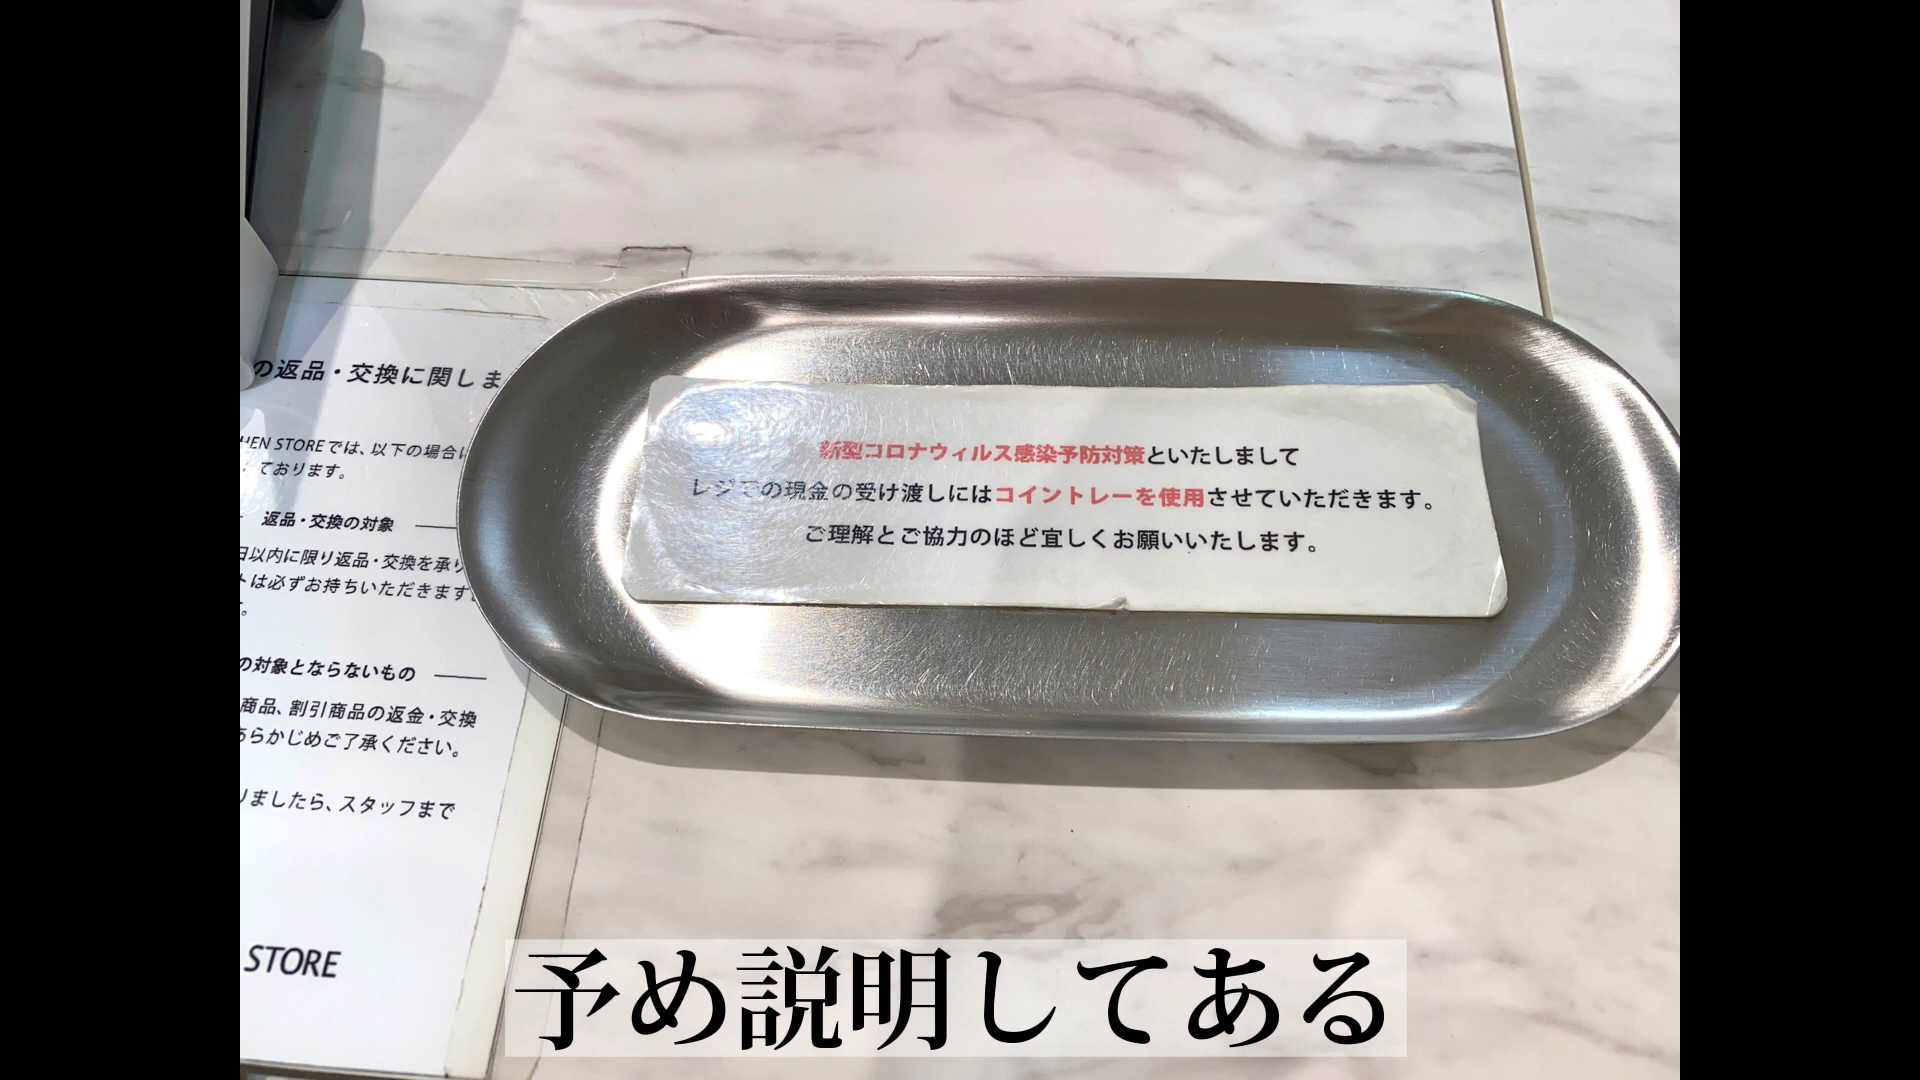 の返品・交換に関しま
HEN STOREでは、以下の場合に
ております。
返品・交換の対象
日以内に限り返品・交換を承り
トは必ずお持ちいただきます。
す。
の対象とならないもの
商品、割引商品の返金・交換
あらかじめご了承ください。
りましたら、スタッフまで
STORE
新型コロナウィルス感染予防対策といたしまして
レジでの現金の受け渡しにはコイントレーを使用させていただきます。
ご理解とご協力のほど宜しくお願いいたします。
予め説明してある